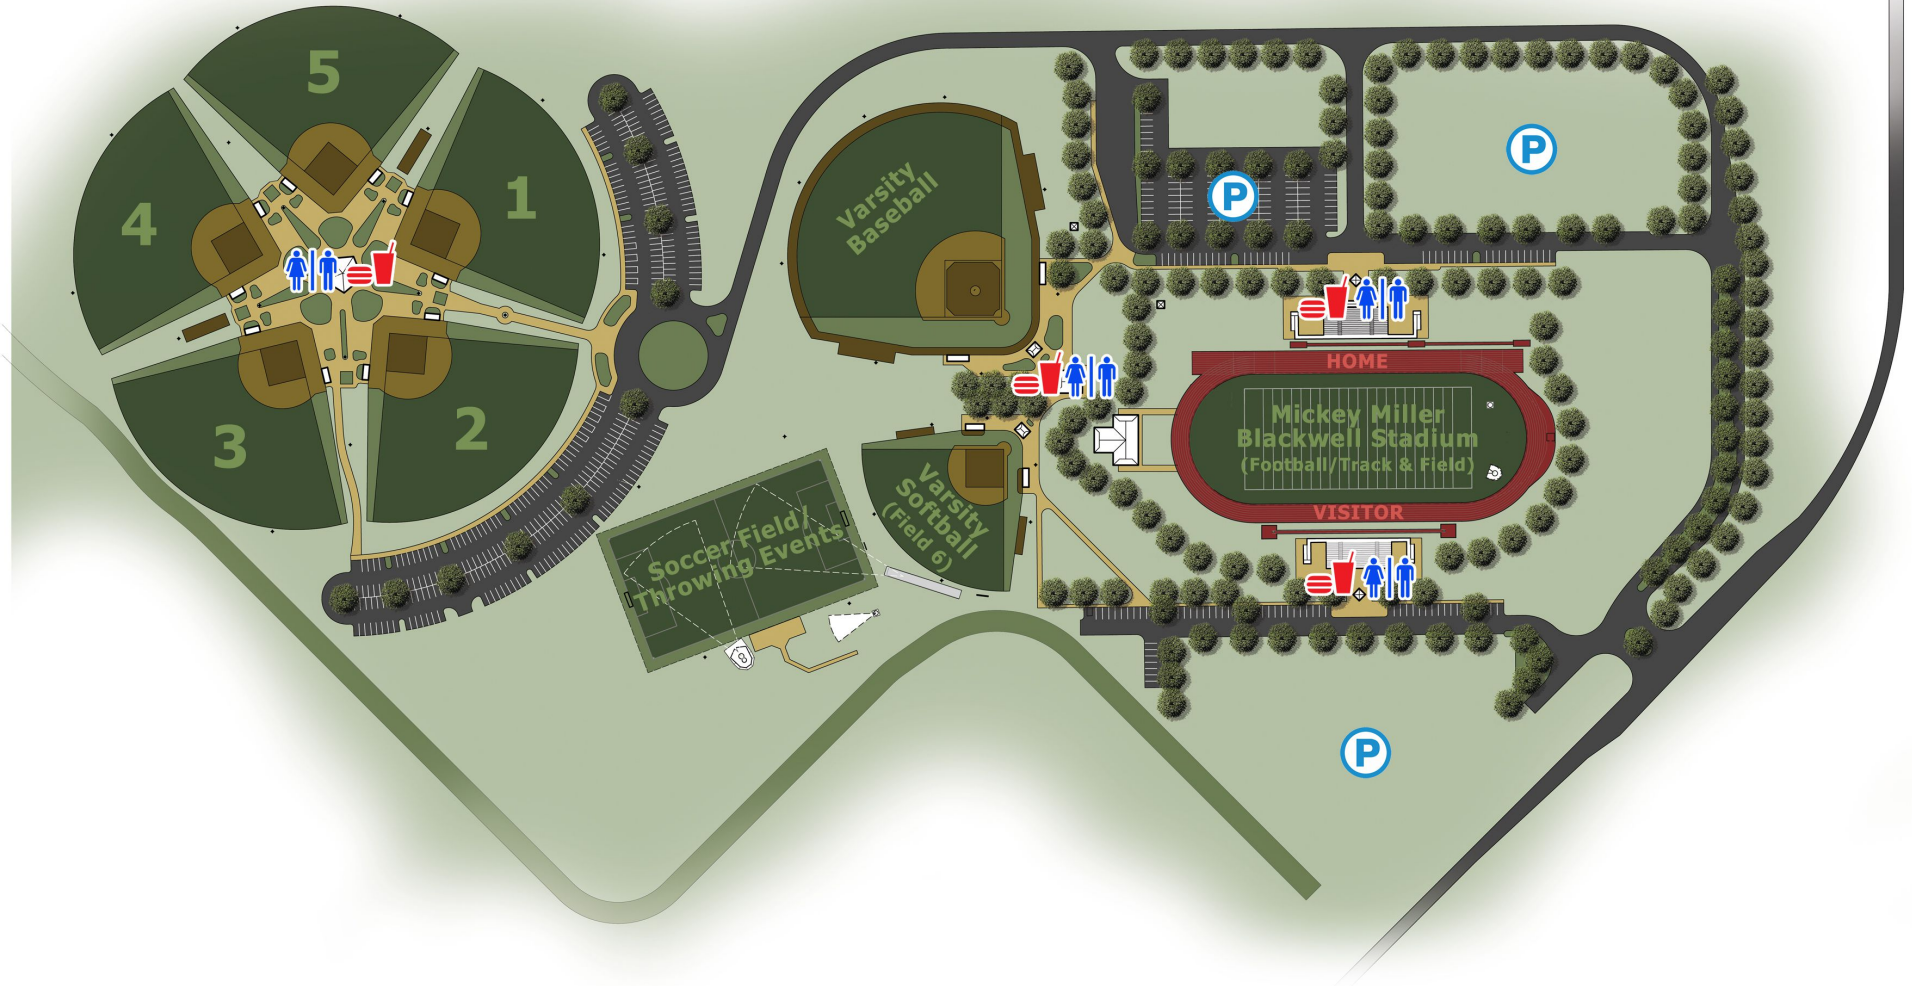 5
1
4
3
2
Varsity
Baseball
P
P
HOME
Mickey Miller
Blackwell Stadium
(Football/Track & Field)
VISITOR
Varsity
Softball
(Field 6)
Soccer Field/
Throwing Events
P